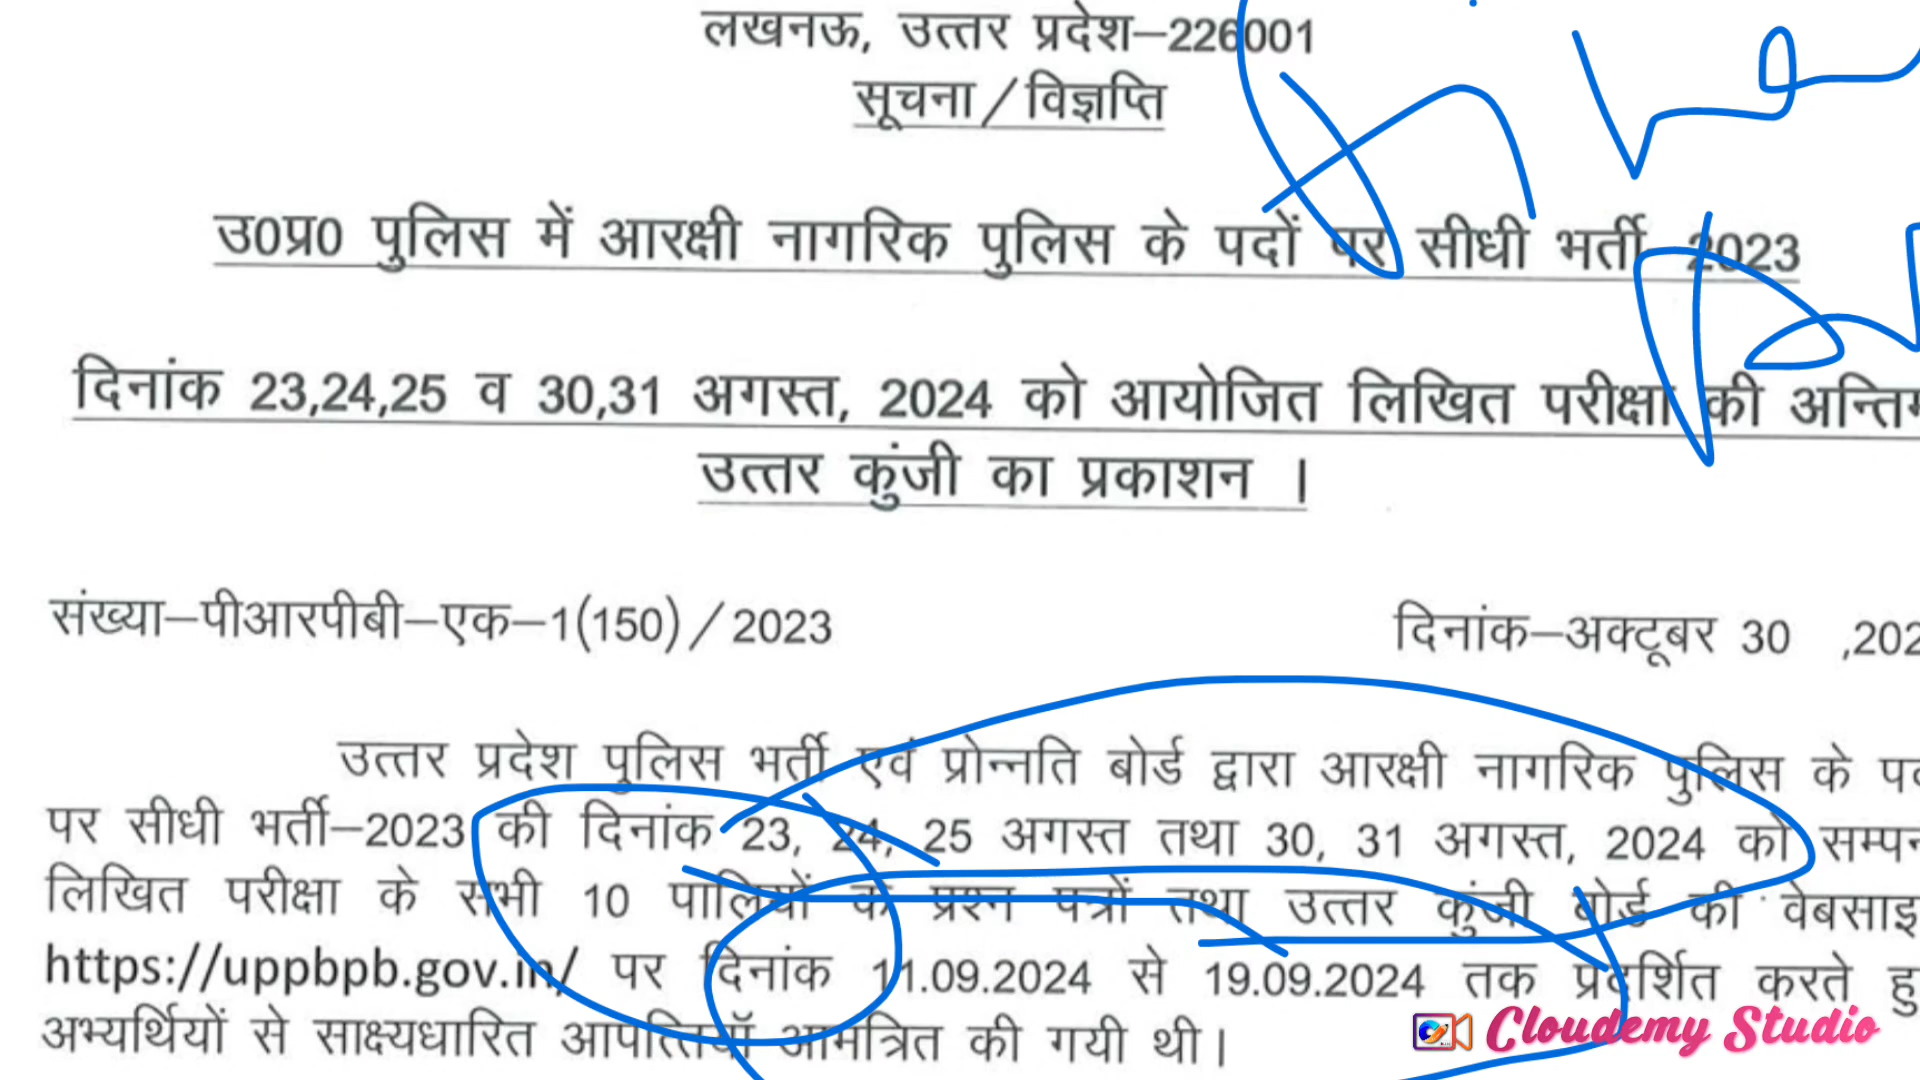 लखनऊ, उत्तर प्रदेश–226001
सूचना/विज्ञप्ति
उ0प्र0 पुलिस में आरक्षी नागरिक पुलिस के पदों पर सीधी भर्ती 2023
दिनांक 23,24,25 व 30,31 अगस्त, 2024 को आयोजित लिखित परीक्षा की
उत्तर कुंजी का प्रकाशन ।
संख्या–पीआरपीबी–एक–1(150)/2023 दिनांक–अक्टूबर 30 ,202
उत्तर प्रदेश पुलिस भर्ती एवं प्रोन्नति बोर्ड द्वारा आरक्षी नागरिक पुलिस के
पर सीधी भर्ती–2023 की दिनांक 23, 24, 25 अगस्त तथा 30, 31 अगस्त, 2024 को
लिखित परीक्षा के सभी 10 पालियों के प्रश्न पत्रों तथा उत्तर कुंजी बोर्ड की
https://uppbpb.gov.in/ पर दिनांक 11.09.2024 से 19.09.2024 तक प्रदर्शित करते
अभ्यर्थियों से साक्ष्यधारित आपत्तियॉ आमंत्रित की गयी थी।
Cloudemy Studio